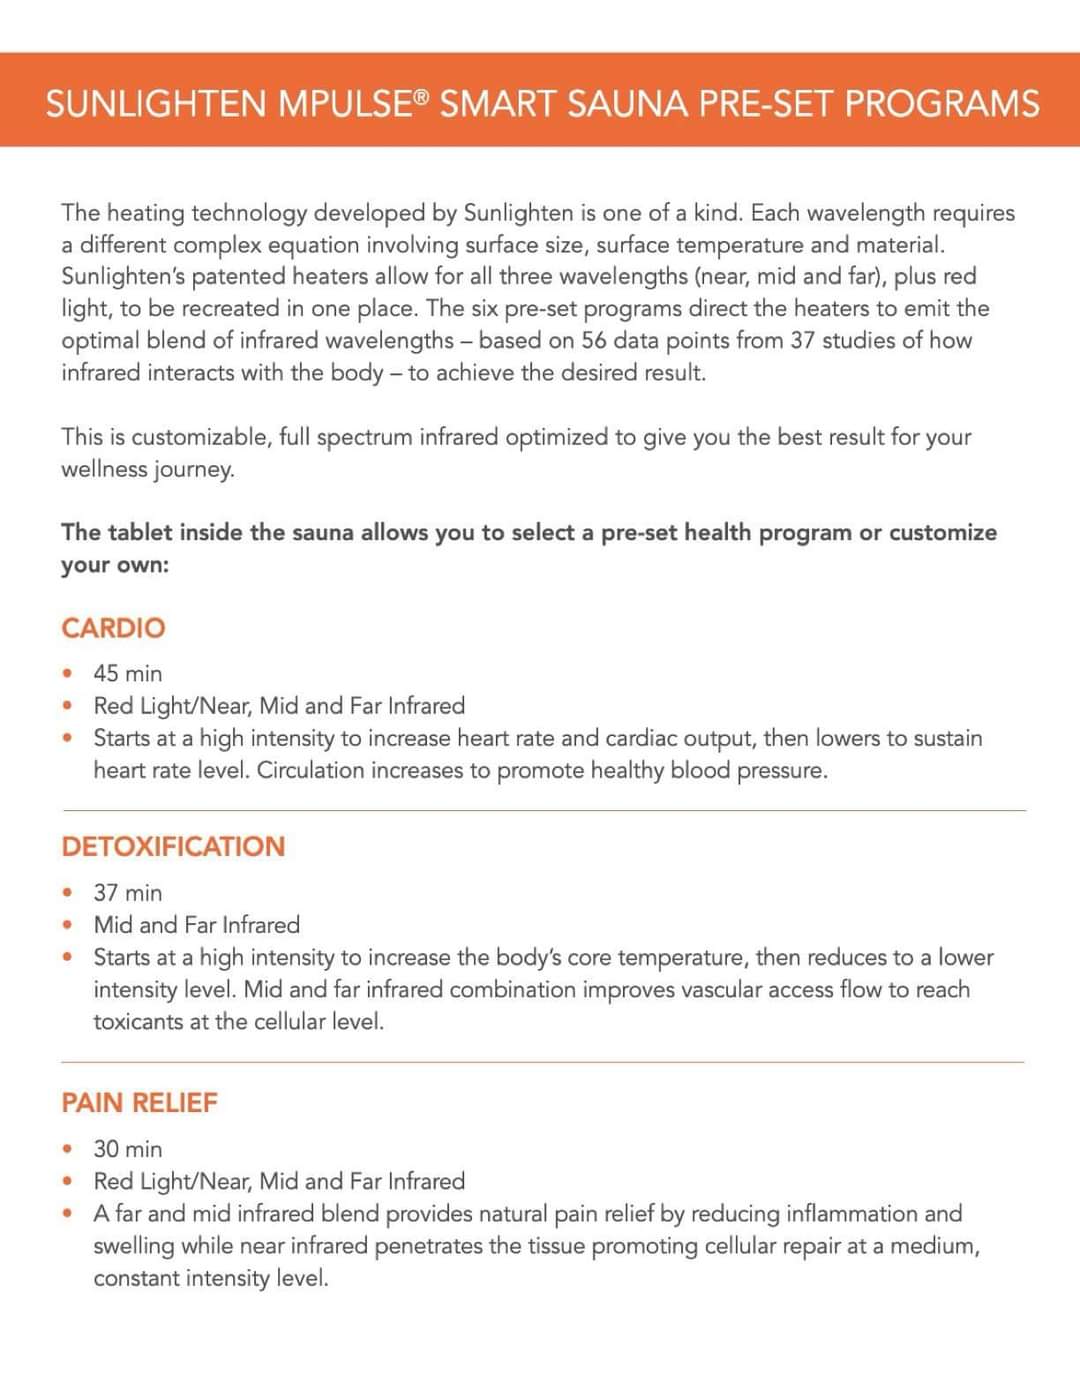 SUNLIGHTEN MPULSE® SMART SAUNA PRE-SET PROGRAMS
The heating technology developed by Sunlighten is one of a kind. Each wavelength requires
a different complex equation involving surface size, surface temperature and material.
Sunlighten's patented heaters allow for all three wavelengths (near, mid and far), plus red
light, to be recreated in one place. The six pre-set programs direct the heaters to emit the
optimal blend of infrared wavelengths – based on 56 data points from 37 studies of how
infrared interacts with the body – to achieve the desired result.
This is customizable, full spectrum infrared optimized to give you the best result for your
wellness journey.
The tablet inside the sauna allows you to select a pre-set health program or customize
your own:
CARDIO
• 45 min
• Red Light/Near, Mid and Far Infrared
• Starts at a high intensity to increase heart rate and cardiac output, then lowers to sustain
heart rate level. Circulation increases to promote healthy blood pressure.
DETOXIFICATION
• 37 min
• Mid and Far Infrared
• Starts at a high intensity to increase the body's core temperature, then reduces to a lower
intensity level. Mid and far infrared combination improves vascular access flow to reach
toxicants at the cellular level.
PAIN RELIEF
• 30 min
• Red Light/Near, Mid and Far Infrared
• A far and mid infrared blend provides natural pain relief by reducing inflammation and
swelling while near infrared penetrates the tissue promoting cellular repair at a medium,
constant intensity level.